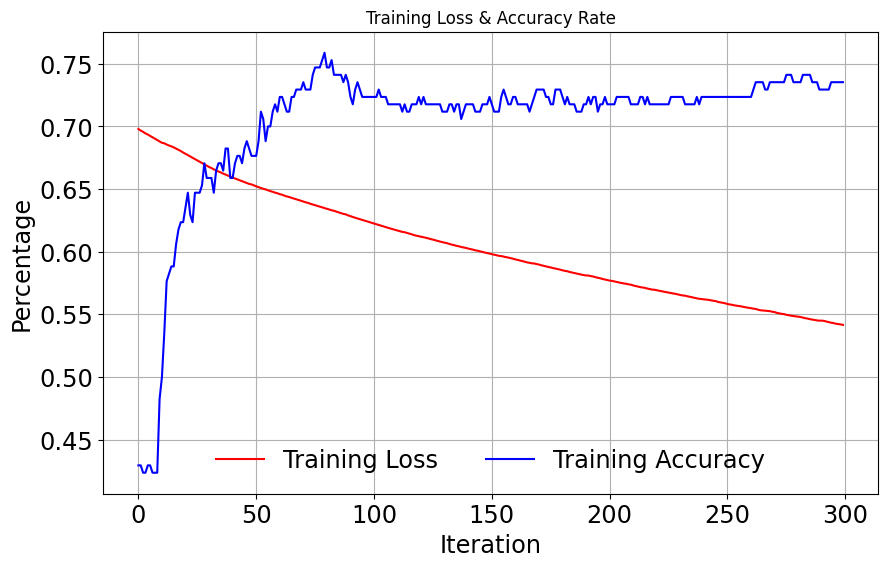 Training Loss & Accuracy Rate
0.75
0.70
0.65
0.60
0.55
0.50
0.45
Percentage
Training Loss
Training Accuracy
0 50 100 150 200 250 300
Iteration